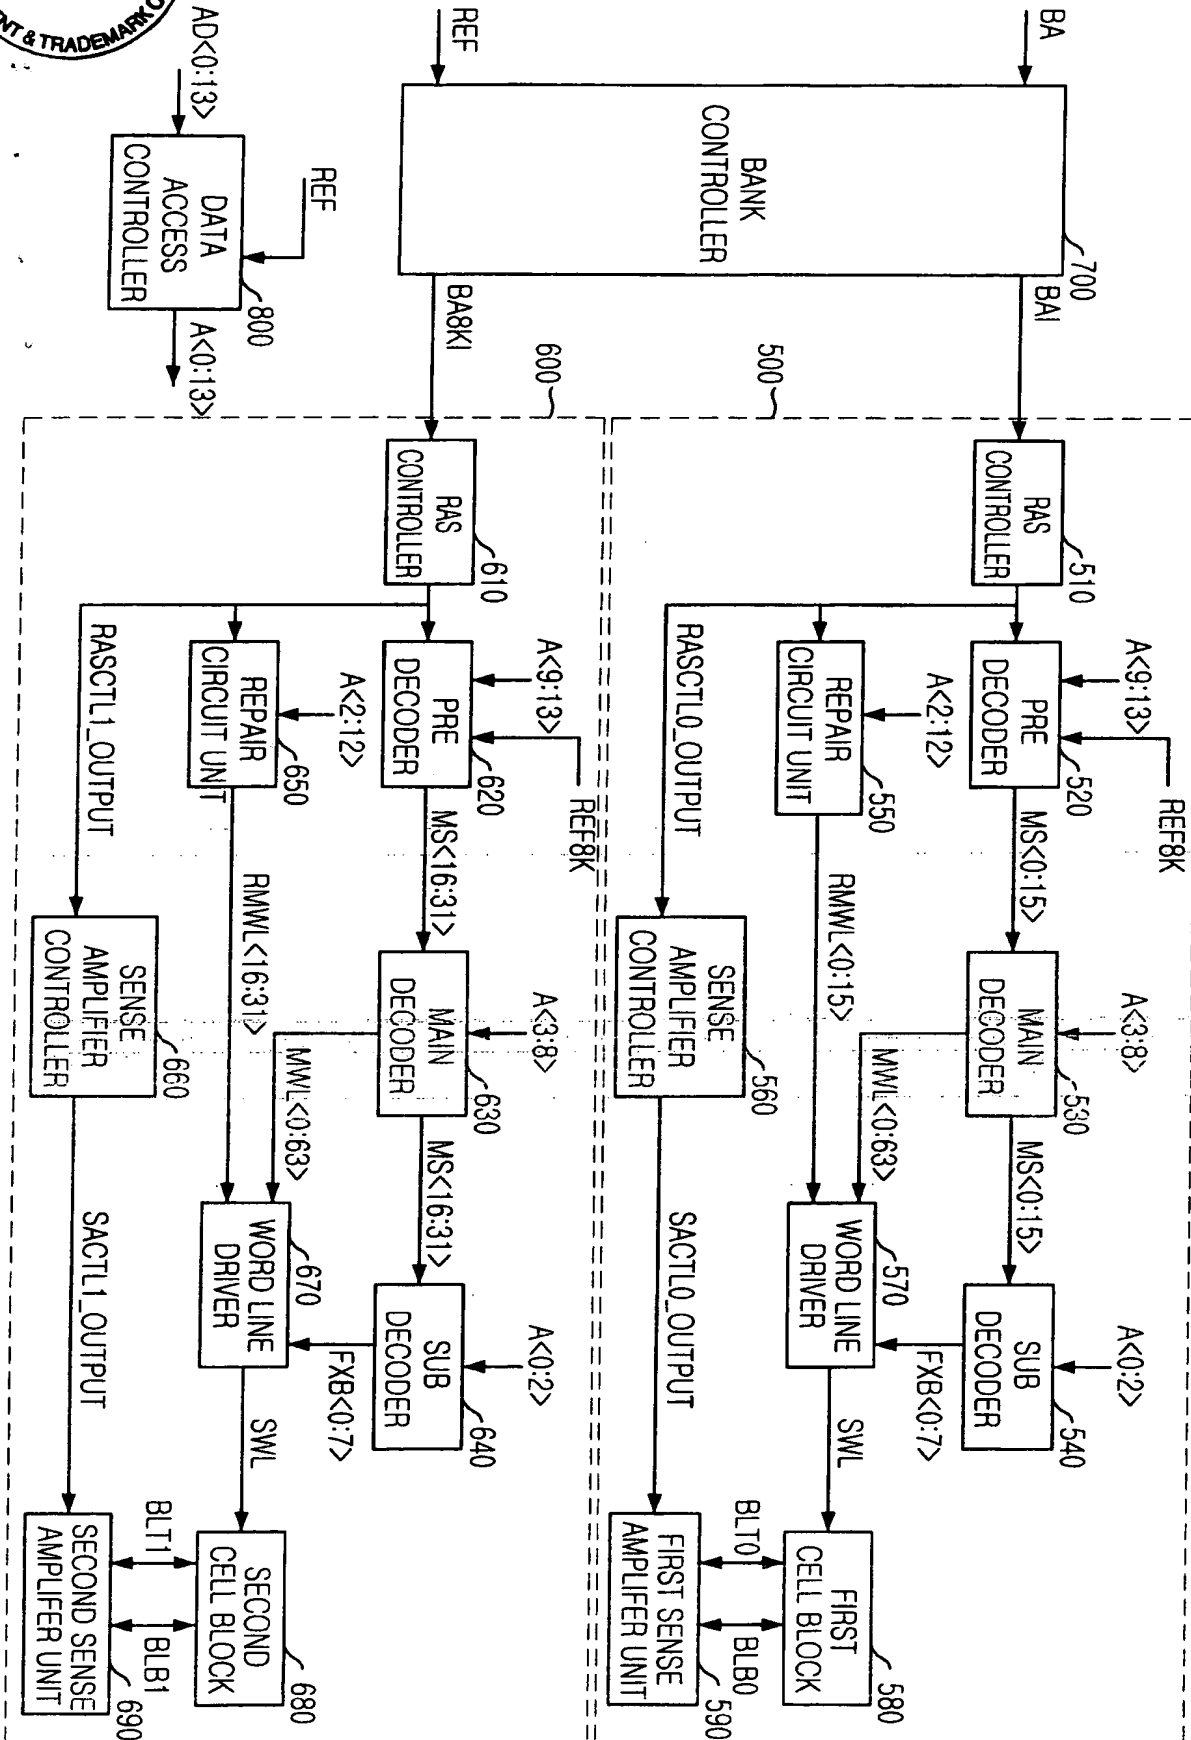 ENT & TRADEMARK O
BA
REF
BANK
CONTROLLER
700
BAI
BA8KI
500
RAS
CONTROLLER
510
A<9:13>
REF8K
PRE
DECODER
520
MS<0:15>
A<3:8>
MAIN
DECODER
530
MS<0:15>
A<0:2>
SUB
DECODER
540
A<2:12>
REPAIR
CIRCUIT UNIT
550
RMWL<0:15>
MWL<0:63>
WORD LINE
DRIVER
570
FXB<0:7>
SWL
FIRST
CELL BLOCK
580
RASCTL0_OUTPUT
SENSE
AMPLIFIER
CONTROLLER
560
SACTL0_OUTPUT
BLT0
BLB0
FIRST SENSE
AMPLIFER UNIT
590
600
RAS
CONTROLLER
610
A<9:13>
REF8K
PRE
DECODER
620
MS<16:31>
A<3:8>
MAIN
DECODER
630
MS<16:31>
A<0:2>
SUB
DECODER
640
A<2:12>
REPAIR
CIRCUIT UNIT
650
RMWL<16:31>
MWL<0:63>
WORD LINE
DRIVER
670
FXB<0:7>
SWL
SECOND
CELL BLOCK
680
RASCTL1_OUTPUT
SENSE
AMPLIFIER
CONTROLLER
660
SACTL1_OUTPUT
BLT1
BLB1
SECOND SENSE
AMPLIFER UNIT
690
REF
AD<0:13>
DATA
ACCESS
CONTROLLER
800
A<0:13>